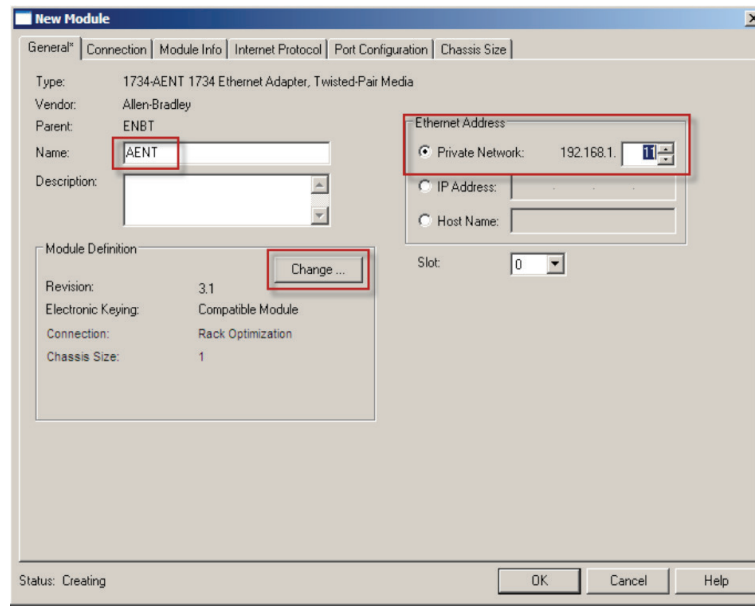 New Module
General* Connection Module Info Internet Protocol Port Configuration Chassis Size
Type: 1734-AENT 1734 Ethernet Adapter, Twisted-Pair Media
Vendor: Allen-Bradley
Parent: ENBT
Name: AENT
Description:
Ethernet Address
Private Network: 192.168.1. 11
IP Address: . . .
Host Name:
Slot: 0
Module Definition
Change ...
Revision: 3.1
Electronic Keying: Compatible Module
Connection: Rack Optimization
Chassis Size: 1
Status: Creating
OK Cancel Help